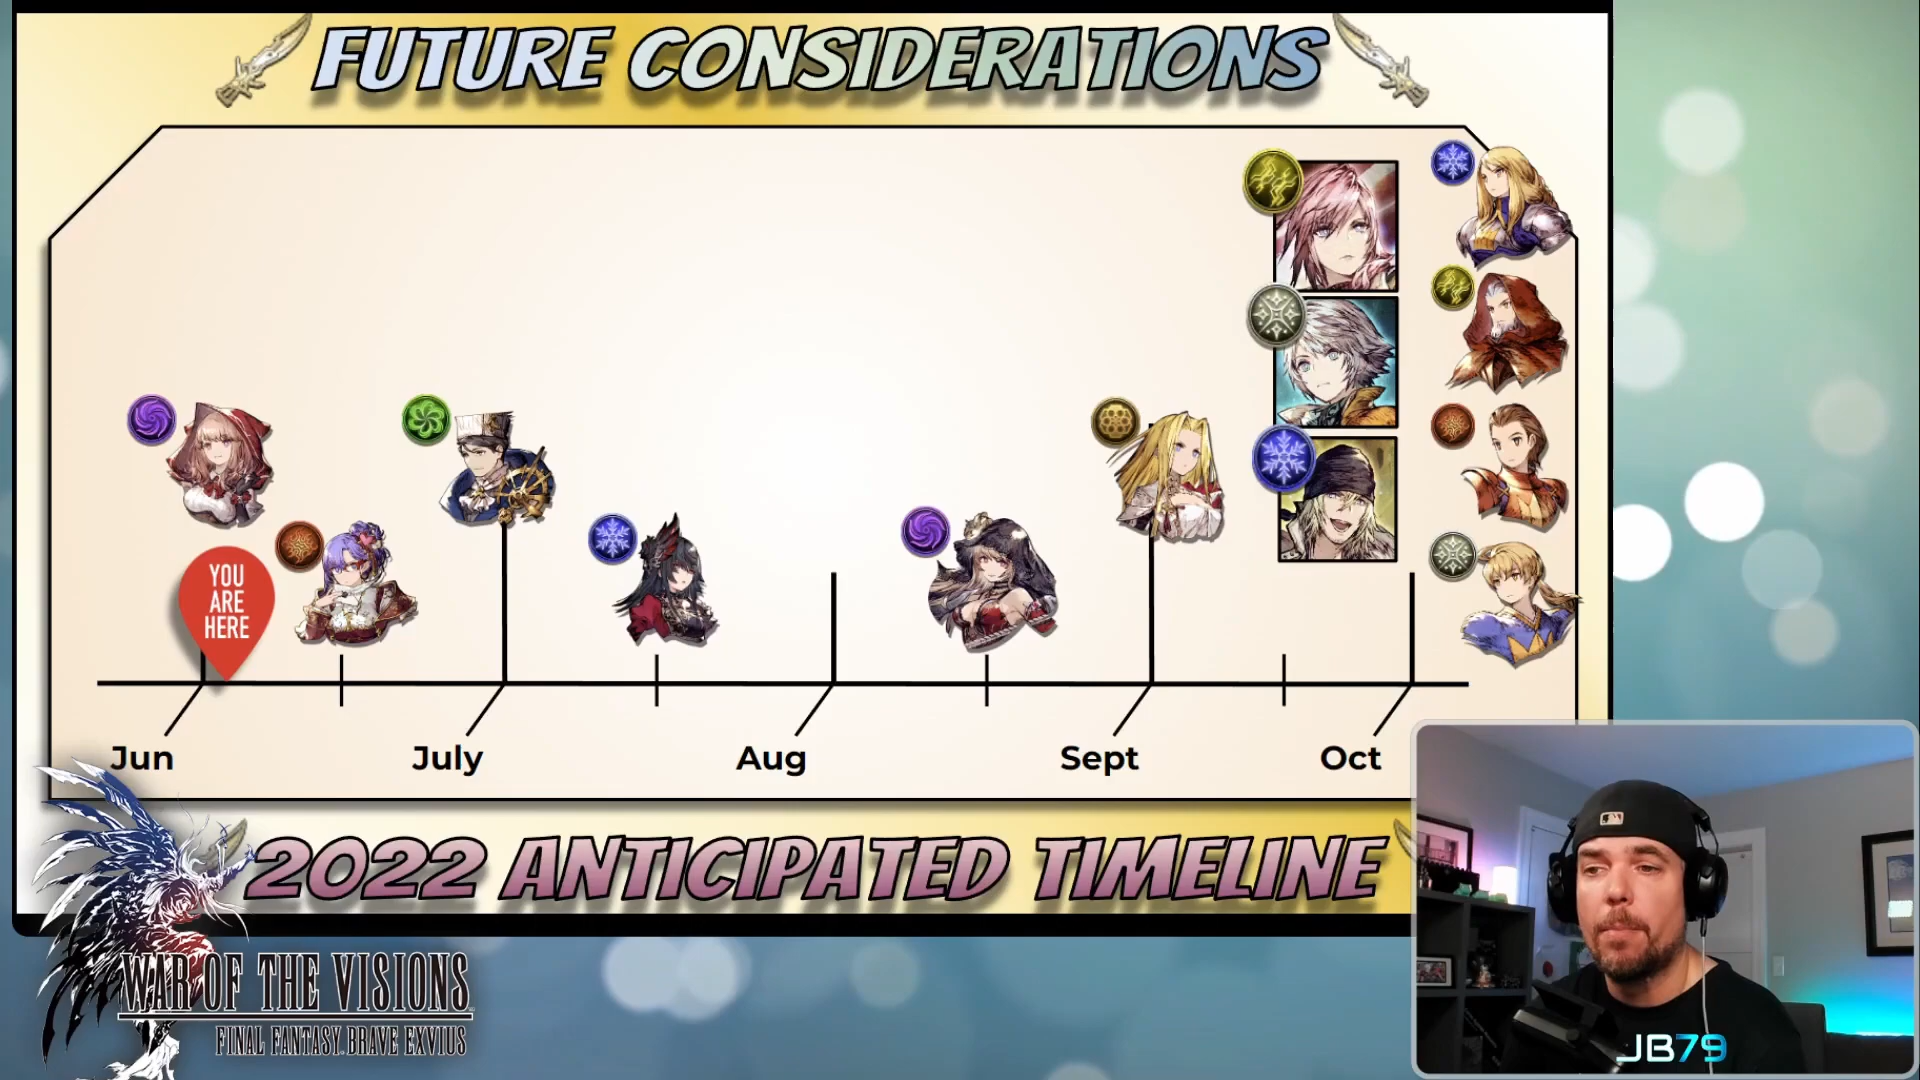 FUTURE CONSIDERATIONS
YOU
ARE
HERE
Jun
July
Aug
Sept
Oct
2022 ANTICIPATED TIMELINE
WAR OF THE VISIONS
FINAL FANTASY BRAVE EXVIUS
JB79